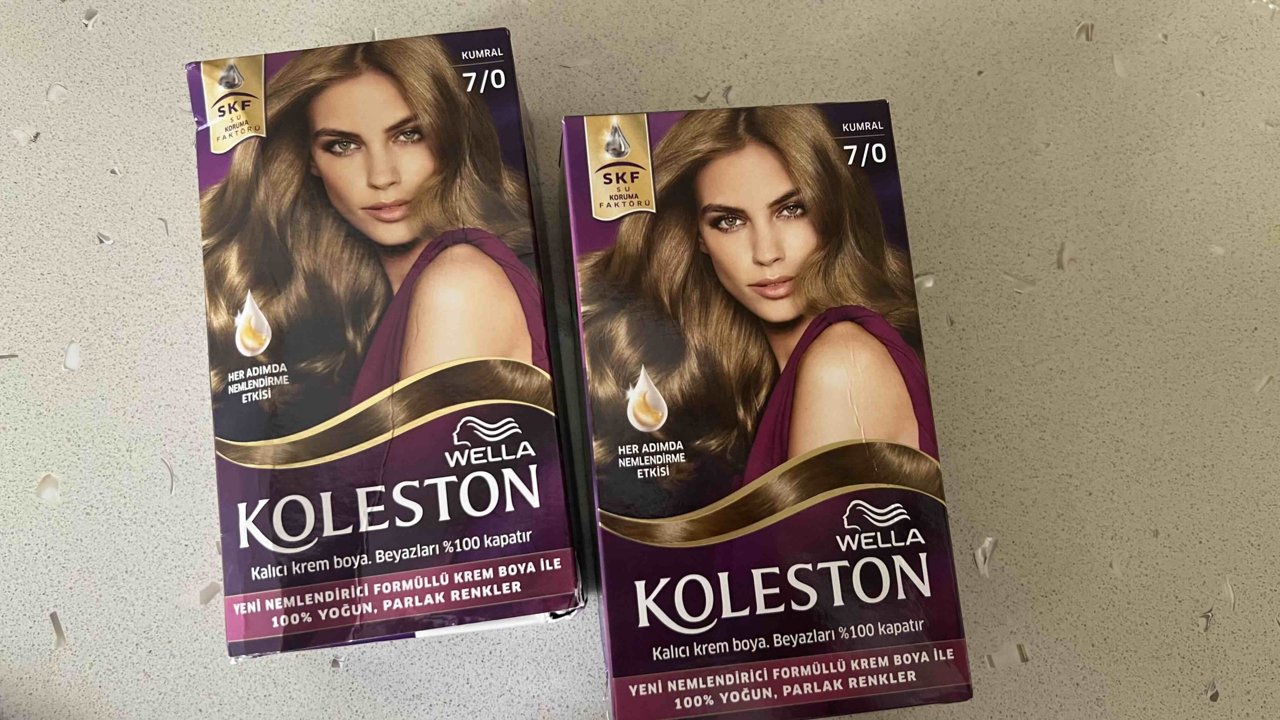 KUMRAL
7/0
SKF
SU
KORUMA
FAKTÖRÜ
HER ADIMDA
NEMLENDİRME
ETKİSİ
WELLA
KOLESTON
Kalıcı krem boya. Beyazları %100 kapatır
YENİ NEMLENDİRİCİ FORMÜLLÜ KREM BOYA İLE
100% YOĞUN, PARLAK RENKLER
KUMRAL
7/0
SKF
SU
KORUMA
FAKTÖRÜ
HER ADIMDA
NEMLENDİRME
ETKİSİ
WELLA
KOLESTON
Kalıcı krem boya. Beyazları %100 kapatır
YENİ NEMLENDİRİCİ FORMÜLLÜ KREM BOYA İLE
100% YOĞUN, PARLAK RENKLER